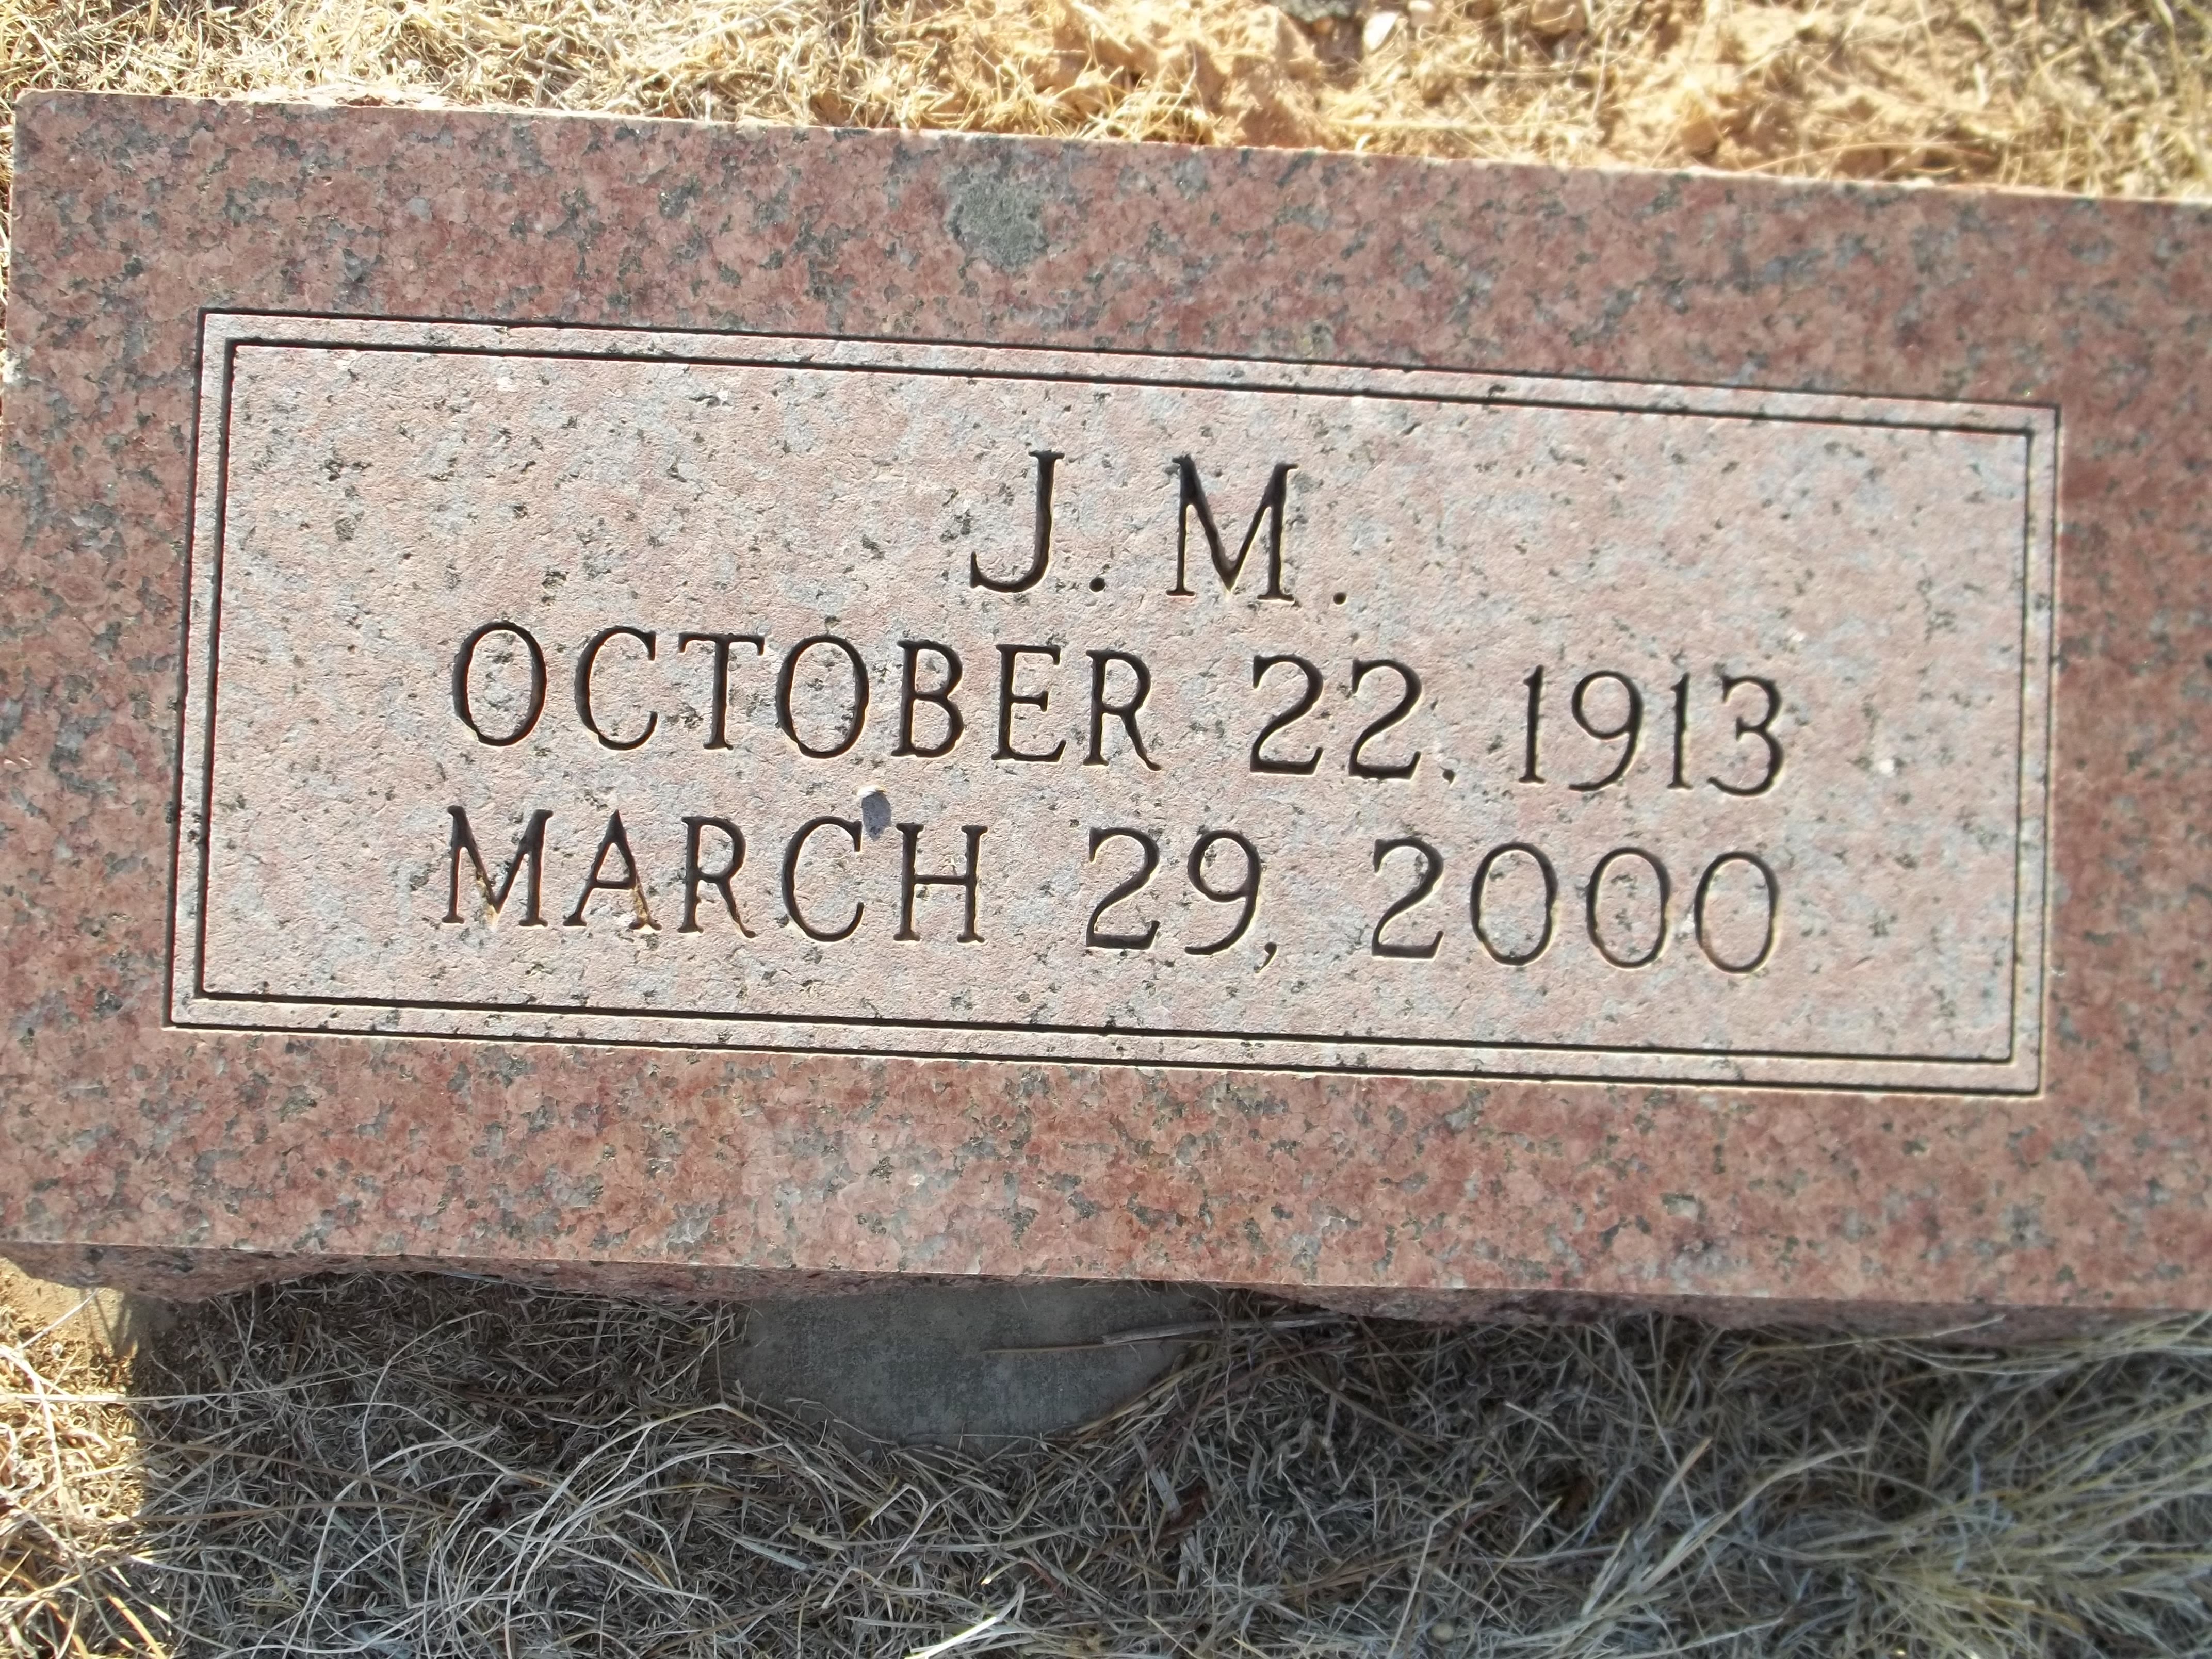 J. M.
OCTOBER 22, 1913
MARCH 29, 2000